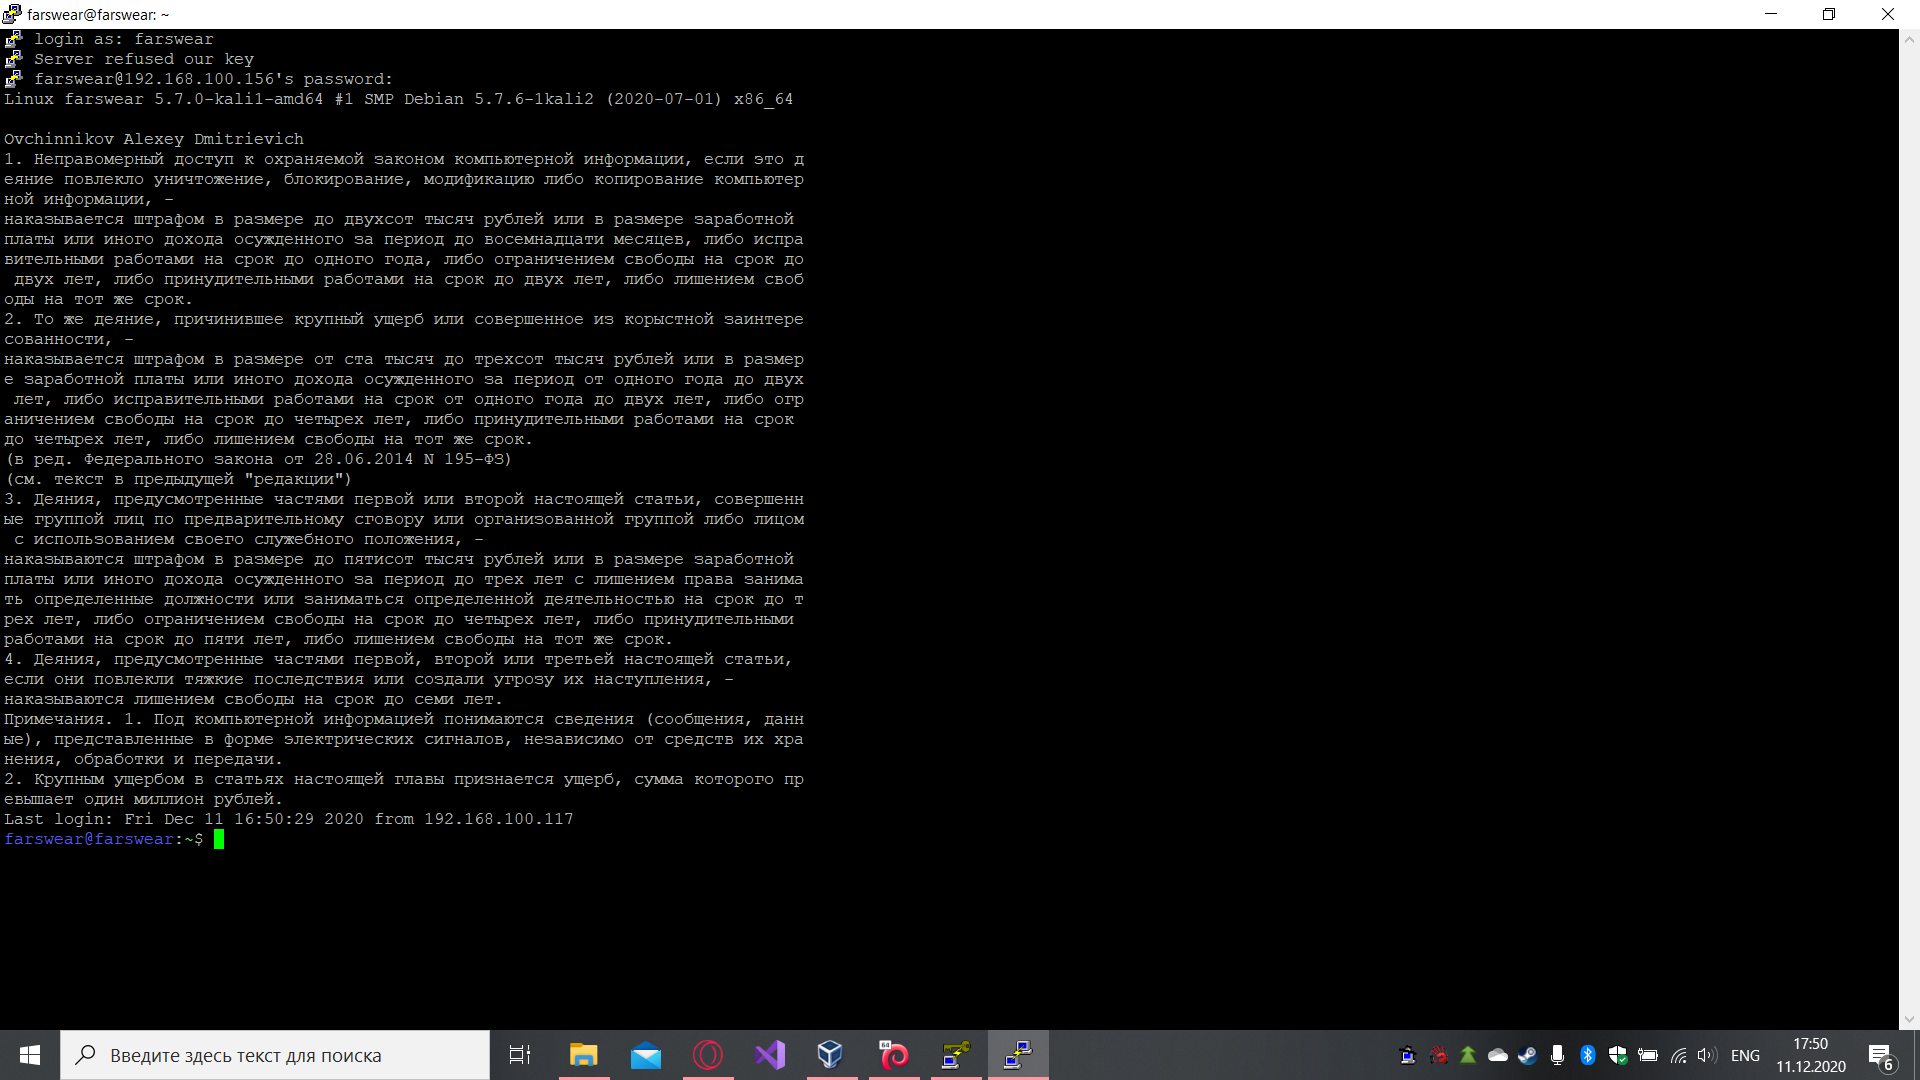 farswear@farswear: ~
login as: farswear
Server refused our key
farswear@192.168.100.156's password:
Linux farswear 5.7.0-kali1-amd64 #1 SMP Debian 5.7.6-1kali2 (2020-07-01) x86_64
Ovchinnikov Alexey Dmitrievich
1. Неправомерный доступ к охраняемой законом компьютерной информации, если это д
еяние повлекло уничтожение, блокирование, модификацию либо копирование компьютер
ной информации, -
наказывается штрафом в размере до двухсот тысяч рублей или в размере заработной
платы или иного дохода осужденного за период до восемнадцати месяцев, либо испра
вительными работами на срок до одного года, либо ограничением свободы на срок до
двух лет, либо принудительными работами на срок до двух лет, либо лишением своб
оды на тот же срок.
2. То же деяние, причинившее крупный ущерб или совершенное из корыстной заинтере
сованности, -
наказывается штрафом в размере от ста тысяч до трехсот тысяч рублей или в размер
е заработной платы или иного дохода осужденного за период от одного года до двух
лет, либо исправительными работами на срок от одного года до двух лет, либо огр
аничением свободы на срок до четырех лет, либо принудительными работами на срок
до четырех лет, либо лишением свободы на тот же срок.
(в ред. Федерального закона от 28.06.2014 N 195-ФЗ)
(см. текст в предыдущей "редакции")
3. Деяния, предусмотренные частями первой или второй настоящей статьи, совершенн
ые группой лиц по предварительному сговору или организованной группой либо лицом
с использованием своего служебного положения, -
наказываются штрафом в размере до пятисот тысяч рублей или в размере заработной
платы или иного дохода осужденного за период до трех лет с лишением права занима
ть определенные должности или заниматься определенной деятельностью на срок до т
рех лет, либо ограничением свободы на срок до четырех лет, либо принудительными
работами на срок до пяти лет, либо лишением свободы на тот же срок.
4. Деяния, предусмотренные частями первой, второй или третьей настоящей статьи,
если они повлекли тяжкие последствия или создали угрозу их наступления, -
наказываются лишением свободы на срок до семи лет.
Примечания. 1. Под компьютерной информацией понимаются сведения (сообщения, данн
ые), представленные в форме электрических сигналов, независимо от средств их хра
нения, обработки и передачи.
2. Крупным ущербом в статьях настоящей главы признается ущерб, сумма которого пр
евышает один миллион рублей.
Last login: Fri Dec 11 16:50:29 2020 from 192.168.100.117
farswear@farswear:~$
Введите здесь текст для поиска
64
ENG
17:50
11.12.2020
6